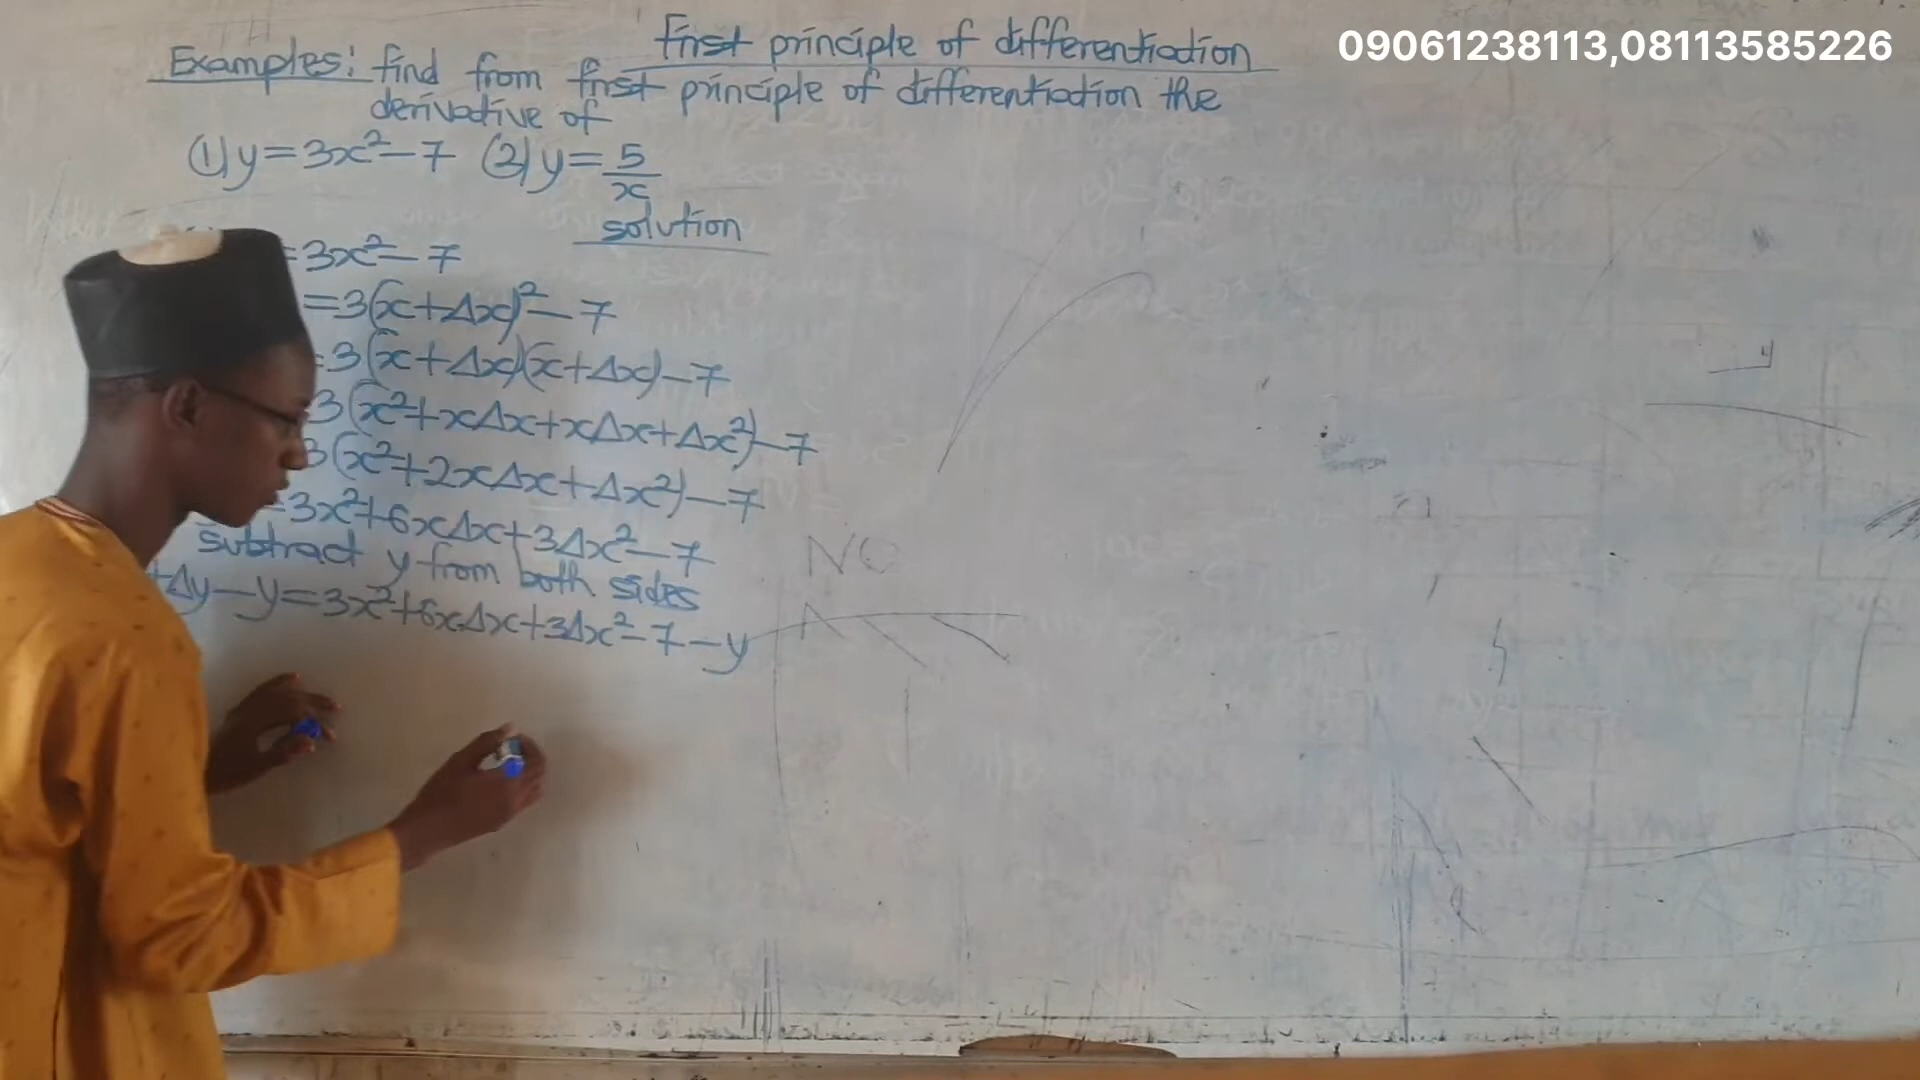 First principle of differentiation
09061238113,08113585226
Examples: find from first principle of differentiation the
derivative of
(1) y=3x²-7 (2) y=5/x
solution
=3x²-7
=3(x+Δx)²-7
=3(x+Δx)(x+Δx)-7
3(x²+xΔx+xΔx+Δx²)-7
3(x²+2xΔx+Δx²)-7
=3x²+6xΔx+3Δx²-7
subtract y from both sides
+Δy-y=3x²+6xΔx+3Δx²-7-y
NO